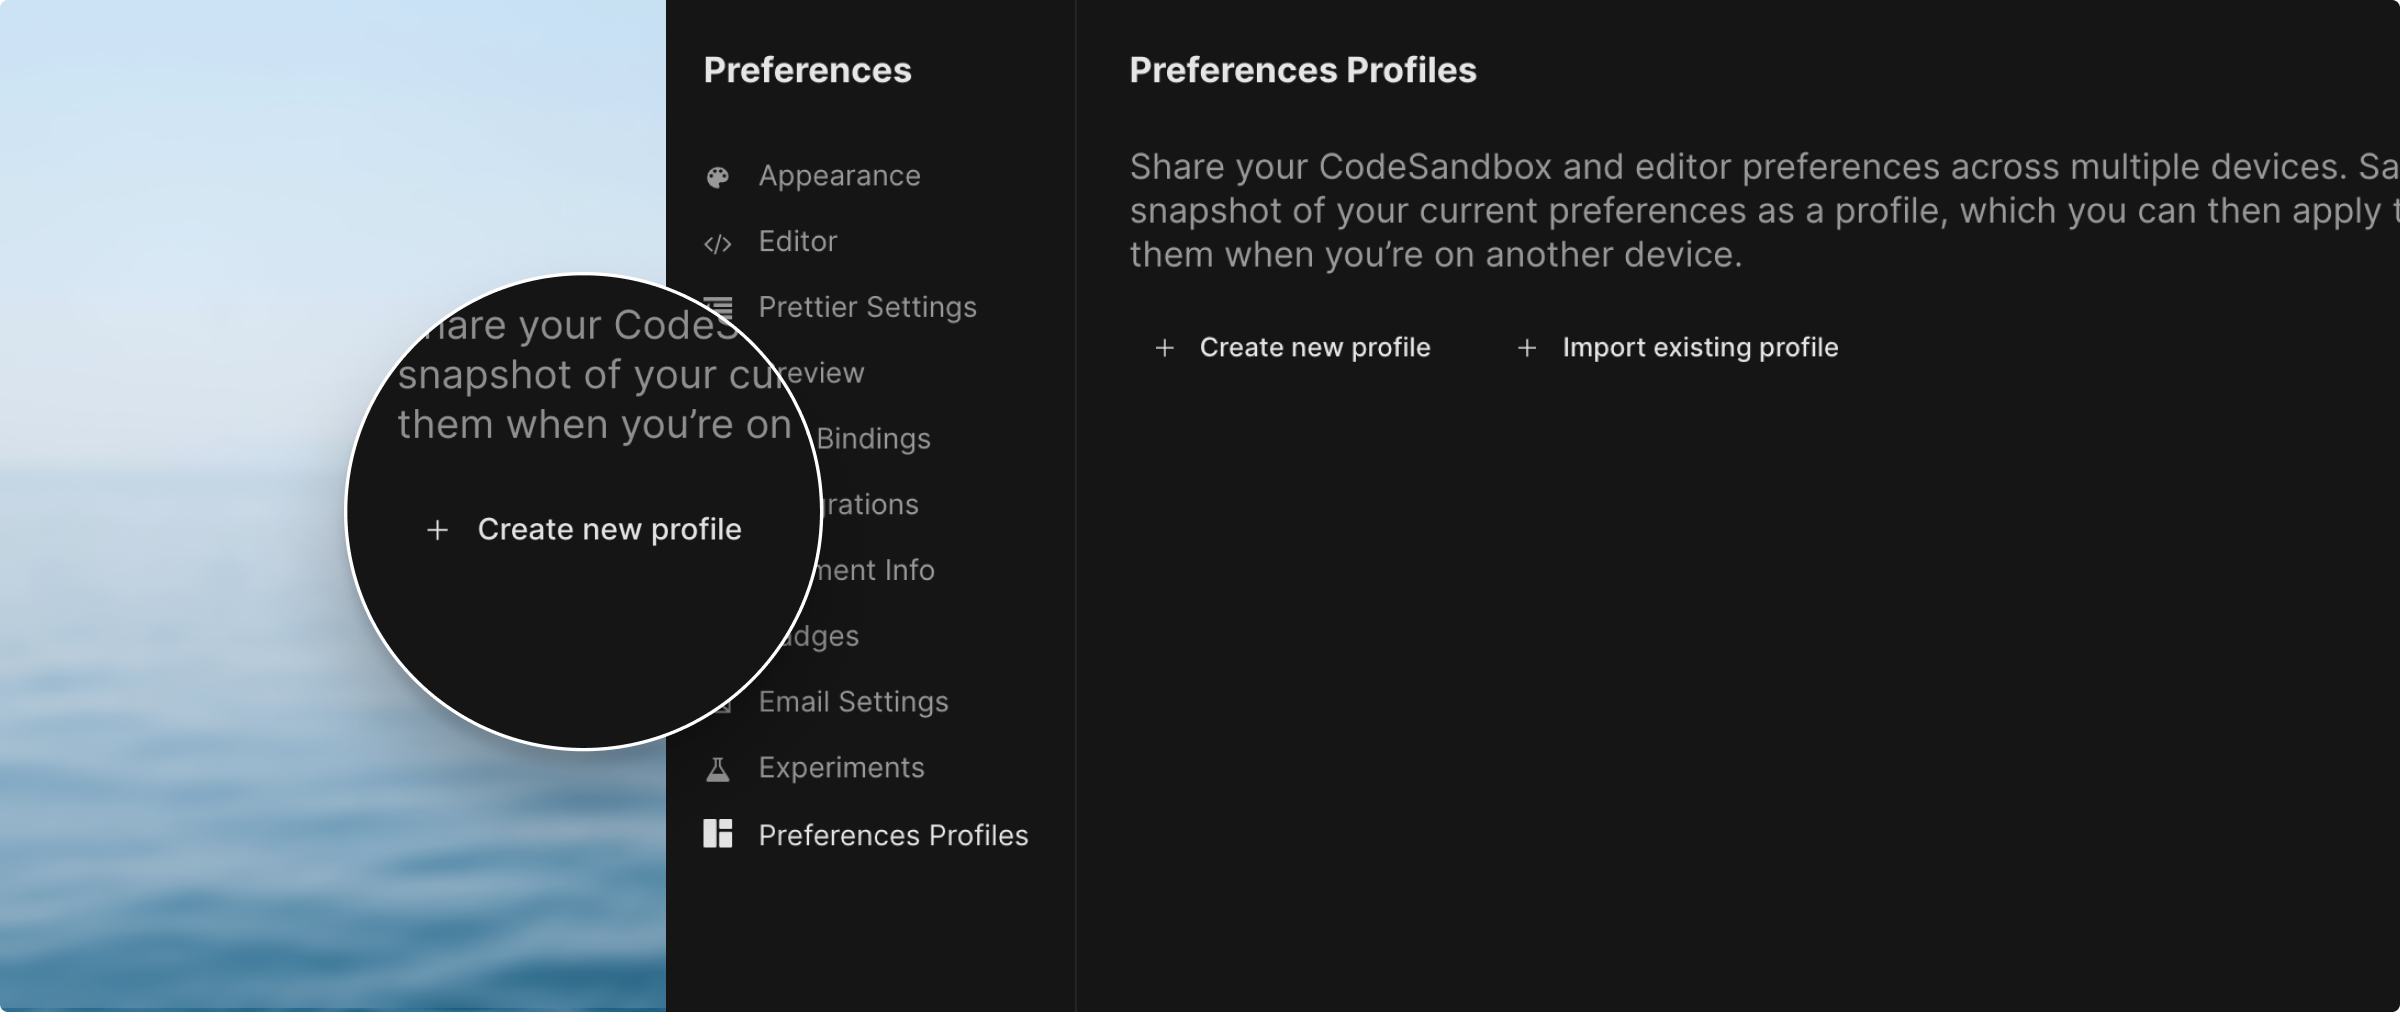 Preferences
Appearance
Editor
Prettier Settings
review
Bindings
rations
ment Info
dges
Email Settings
Experiments
Preferences Profiles
Preferences Profiles
Share your CodeSandbox and editor preferences across multiple devices. Sa
snapshot of your current preferences as a profile, which you can then apply t
them when you’re on another device.
+ Create new profile
+ Import existing profile
hare your CodeS
snapshot of your cur
them when you’re on
+ Create new profile